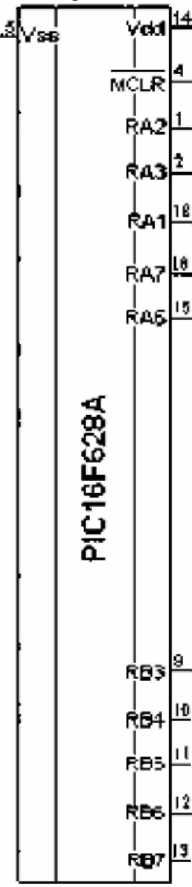 Vss
Vdd 14
MCLR 4
RA2 1
RA3 2
RA1 18
RA7 16
RA6 15
PIC16F628A
RB3 9
RB4 10
RB5 11
RB6 12
RB7 13